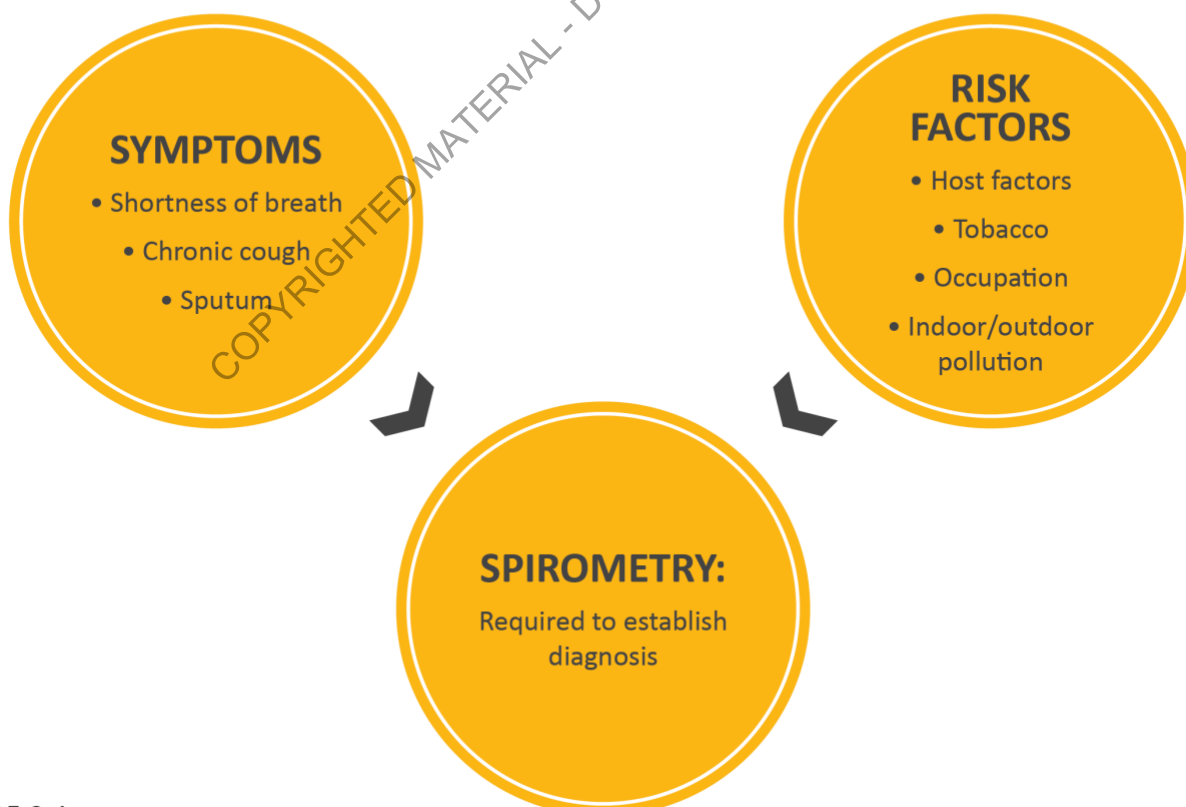 SYMPTOMS
• Shortness of breath
• Chronic cough
• Sputum
RISK
FACTORS
• Host factors
• Tobacco
• Occupation
• Indoor/outdoor
pollution
SPIROMETRY:
Required to establish
diagnosis
COPYRIGHTED MATERIAL - D